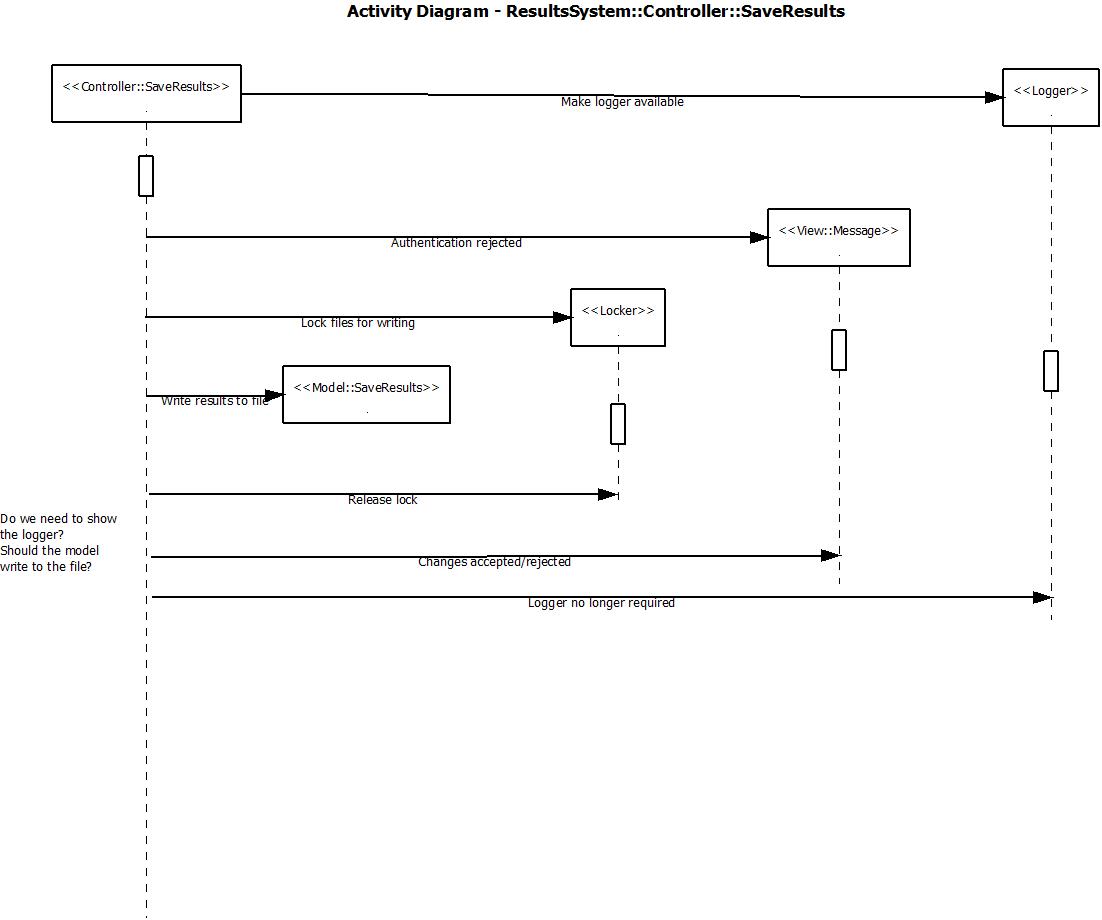 Activity Diagram - ResultsSystem::Controller::SaveResults
<<Controller::SaveResults>>
<<Logger>>
Make logger available
<<View::Message>>
Authentication rejected
<<Locker>>
Lock files for writing
<<Model::SaveResults>>
Write results to file
Release lock
Do we need to show
the logger?
Should the model
write to the file?
Changes accepted/rejected
Logger no longer required